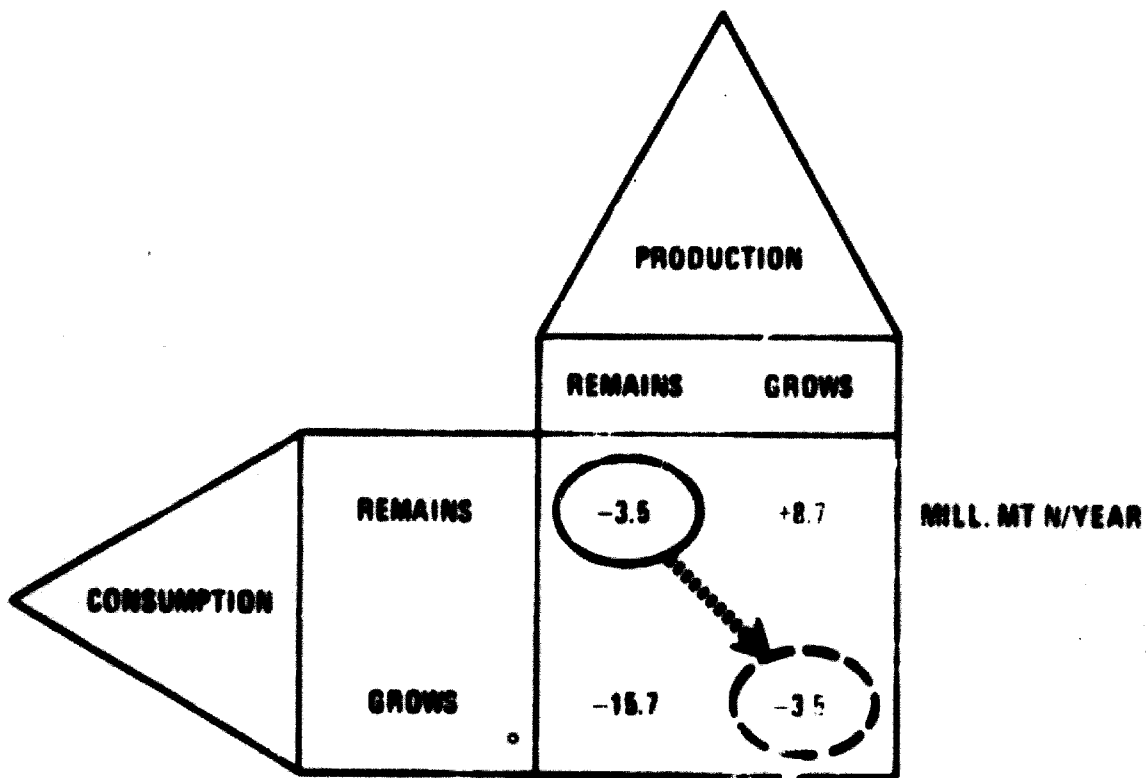 PRODUCTION
REMAINS GROWS
REMAINS -3.5 +8.7 MILL. MT N/YEAR
CONSUMPTION
GROWS -15.7 -3.5